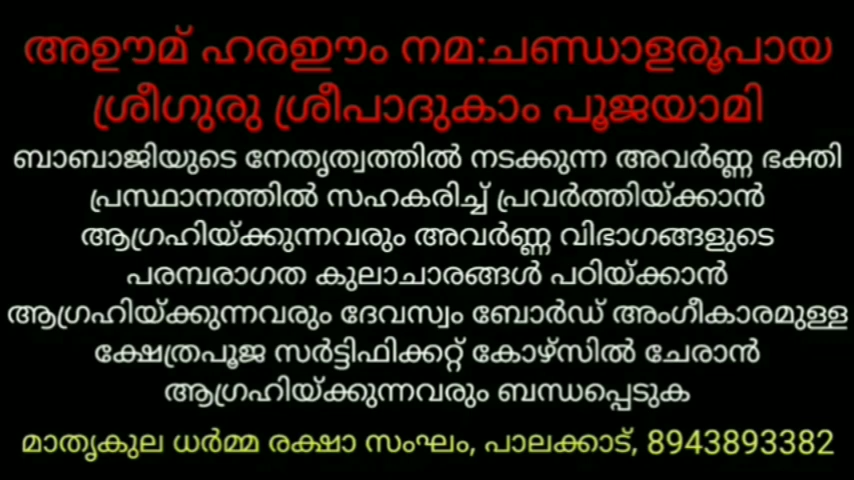 അഊമ് ഹരഈം നമ:ചണ്ഡാളരൂപായ
ശ്രീഗുരു ശ്രീപാദുകാം പൂജയാമി
ബാബാജിയുടെ നേതൃത്വത്തിൽ നടക്കുന്ന അവർണ്ണ ഭക്തി
പ്രസ്ഥാനത്തിൽ സഹകരിച്ച് പ്രവർത്തിയ്ക്കാൻ
ആഗ്രഹിയ്ക്കുന്നവരും അവർണ്ണ വിഭാഗങ്ങളുടെ
പരമ്പരാഗത കുലാചാരങ്ങൾ പഠിയ്ക്കാൻ
ആഗ്രഹിയ്ക്കുന്നവരും ദേവസ്വം ബോർഡ് അംഗീകാരമുള്ള
ക്ഷേത്രപൂജ സർട്ടിഫിക്കറ്റ് കോഴ്സിൽ ചേരാൻ
ആഗ്രഹിയ്ക്കുന്നവരും ബന്ധപ്പെടുക
മാതൃകുല ധർമ്മ രക്ഷാ സംഘം, പാലക്കാട്, 8943893382